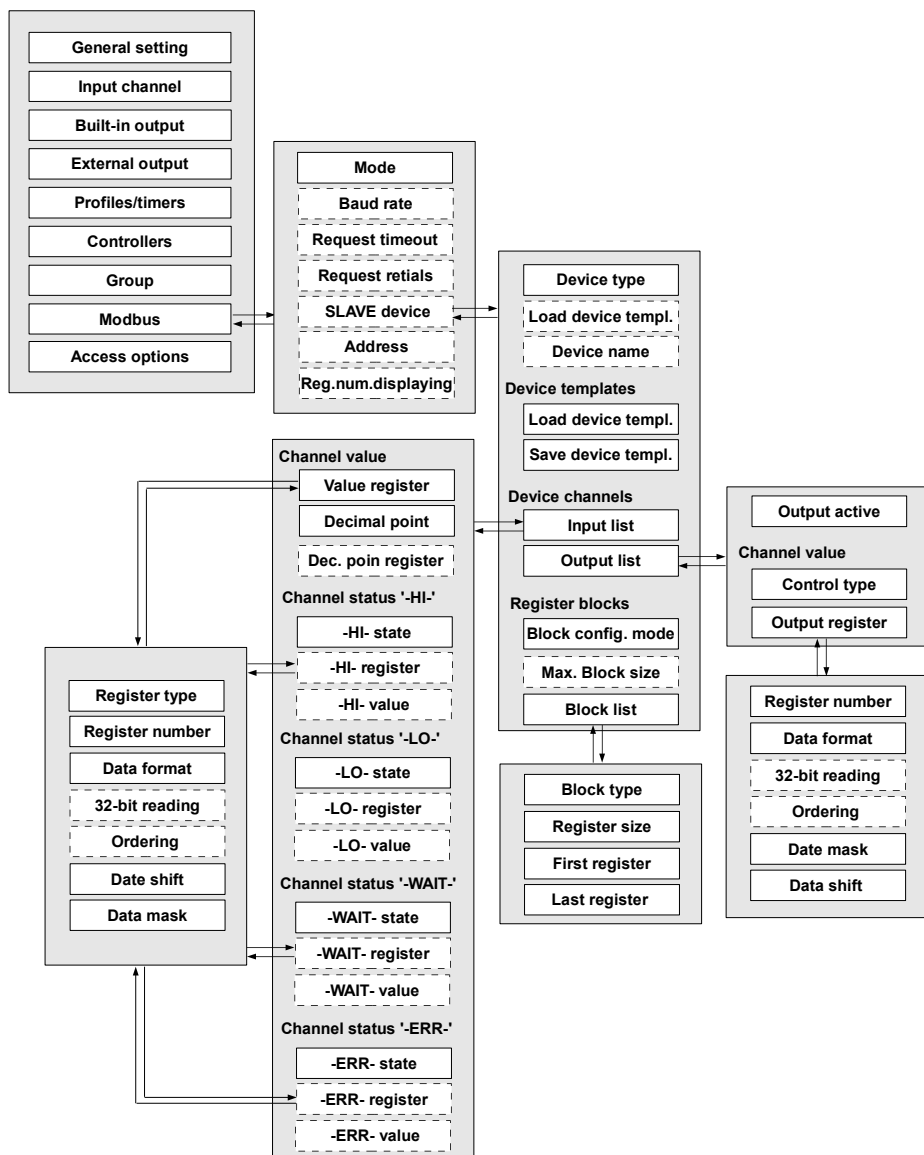 General setting
Input channel
Built-in output
External output
Profiles/timers
Controllers
Group
Modbus
Access options
Mode
Baud rate
Request timeout
Request retials
SLAVE device
Address
Reg.num.displaying
Device type
Load device templ.
Device name
Device templates
Load device templ.
Save device templ.
Device channels
Input list
Output list
Register blocks
Block config. mode
Max. Block size
Block list
Output active
Channel value
Control type
Output register
Channel value
Value register
Decimal point
Dec. poin register
Channel status '-HI-'
-HI- state
-HI- register
-HI- value
Channel status '-LO-'
-LO- state
-LO- register
-LO- value
Channel status '-WAIT-'
-WAIT- state
-WAIT- register
-WAIT- value
Channel status '-ERR-'
-ERR- state
-ERR- register
-ERR- value
Register type
Register number
Data format
32-bit reading
Ordering
Date shift
Data mask
Block type
Register size
First register
Last register
Register number
Data format
32-bit reading
Ordering
Date mask
Data shift